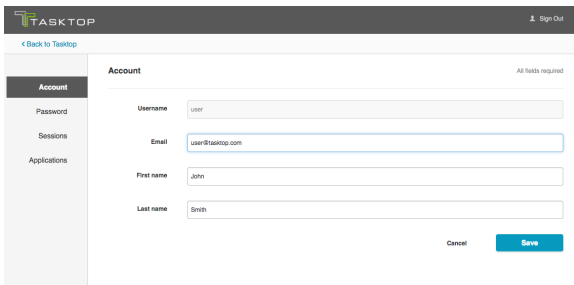 TASKTOP
Sign Out
< Back to Tasktop
Account
Password
Sessions
Applications
Account
All fields required
Username
user
Email
user@tasktop.com
First name
John
Last name
Smith
Cancel
Save